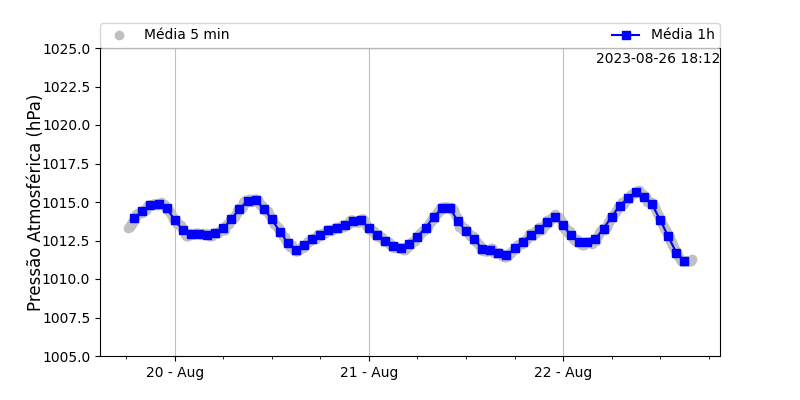 Média 5 min
Média 1h
2023-08-26 18:12
Pressão Atmosférica (hPa)
1025.0
1022.5
1020.0
1017.5
1015.0
1012.5
1010.0
1007.5
1005.0
20 - Aug
21 - Aug
22 - Aug